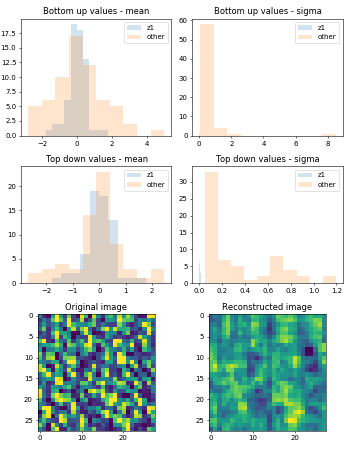 Bottom up values - mean
Bottom up values - sigma
z1
other
z1
other
17.5
15.0
12.5
10.0
7.5
5.0
2.5
0.0
−2 0 2 4
60
50
40
30
20
10
0
0 2 4 6 8
Top down values - mean
Top down values - sigma
z1
other
z1
other
20
15
10
5
0
−2 −1 0 1 2
30
25
20
15
10
5
0
0.0 0.2 0.4 0.6 0.8 1.0 1.2
Original image
Reconstructed image
0
5
10
15
20
25
0 10 20
0
5
10
15
20
25
0 10 20